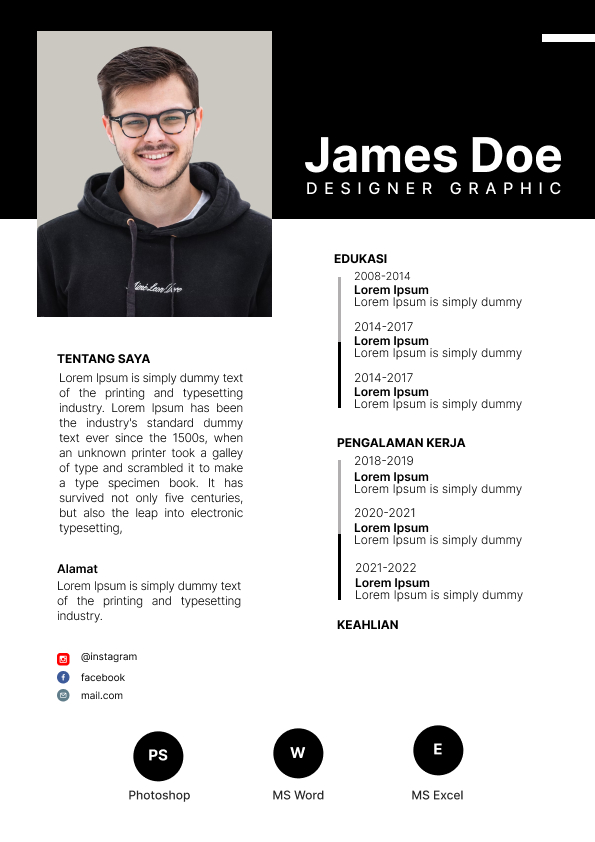 James Doe
DESIGNER GRAPHIC
TENTANG SAYA
Lorem Ipsum is simply dummy text
of the printing and typesetting
industry. Lorem Ipsum has been
the industry's standard dummy
text ever since the 1500s, when
an unknown printer took a galley
of type and scrambled it to make
a type specimen book. It has
survived not only five centuries,
but also the leap into electronic
typesetting,
Alamat
Lorem Ipsum is simply dummy text
of the printing and typesetting
industry.
@instagram
facebook
mail.com
EDUKASI
2008-2014
Lorem Ipsum
Lorem Ipsum is simply dummy
2014-2017
Lorem Ipsum
Lorem Ipsum is simply dummy
2014-2017
Lorem Ipsum
Lorem Ipsum is simply dummy
PENGALAMAN KERJA
2018-2019
Lorem Ipsum
Lorem Ipsum is simply dummy
2020-2021
Lorem Ipsum
Lorem Ipsum is simply dummy
2021-2022
Lorem Ipsum
Lorem Ipsum is simply dummy
KEAHLIAN
PS
Photoshop
W
MS Word
E
MS Excel